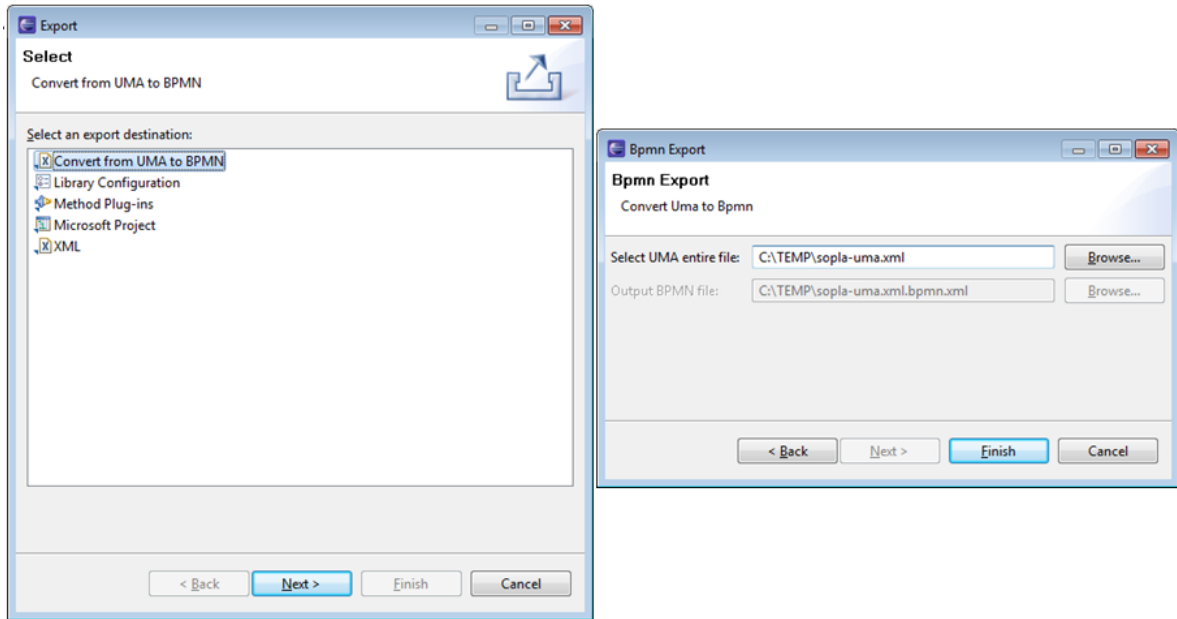 Export
Select
Convert from UMA to BPMN
Select an export destination:
Convert from UMA to BPMN
Library Configuration
Method Plug-ins
Microsoft Project
XML
< Back Next > Finish Cancel
Bpmn Export
Bpmn Export
Convert Uma to Bpmn
Select UMA entire file: C:\TEMP\sopla-uma.xml Browse...
Output BPMN file: C:\TEMP\sopla-uma.xml.bpmn.xml Browse...
< Back Next > Finish Cancel